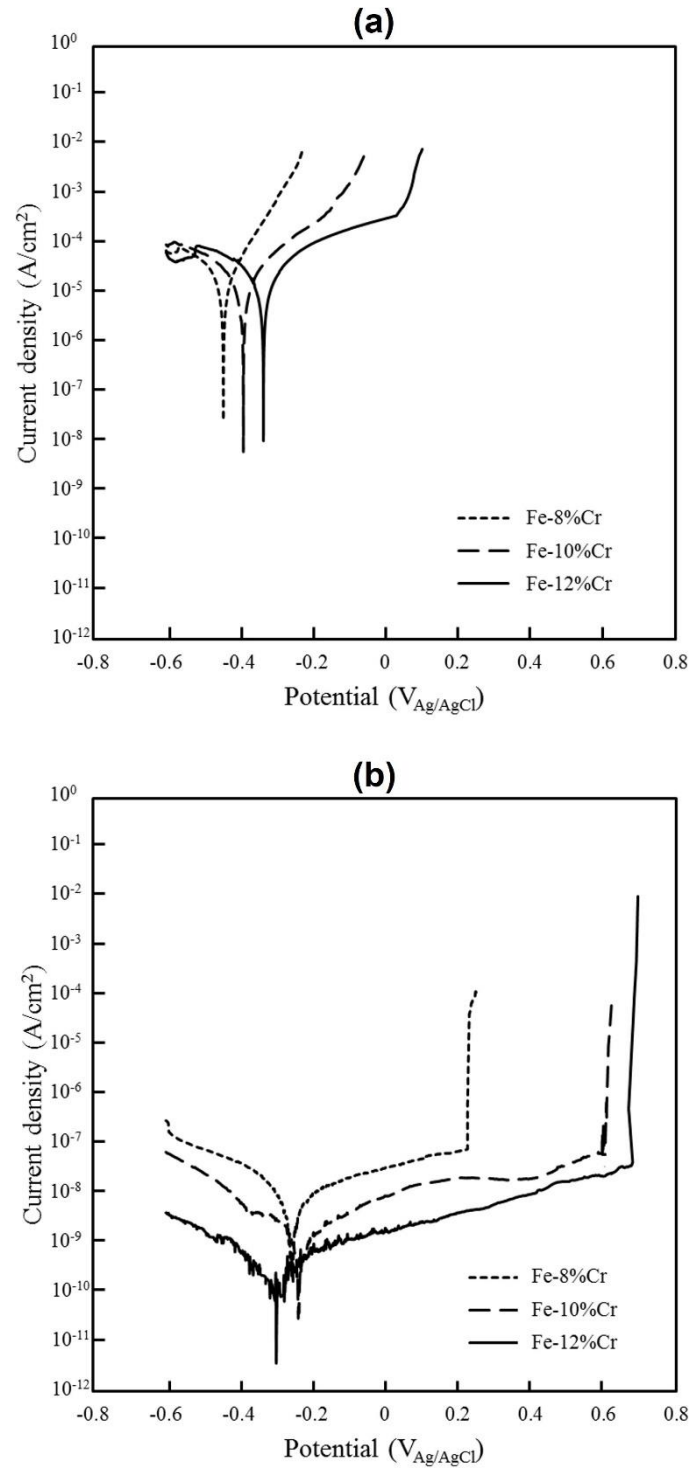 (a)
10⁰
10⁻¹
10⁻²
10⁻³
10⁻⁴
10⁻⁵
10⁻⁶
10⁻⁷
10⁻⁸
10⁻⁹
10⁻¹⁰
10⁻¹¹
10⁻¹²
Current density (A/cm²)
Fe-8%Cr
Fe-10%Cr
Fe-12%Cr
-0.8 -0.6 -0.4 -0.2 0 0.2 0.4 0.6 0.8
Potential (V_Ag/AgCl)
(b)
10⁰
10⁻¹
10⁻²
10⁻³
10⁻⁴
10⁻⁵
10⁻⁶
10⁻⁷
10⁻⁸
10⁻⁹
10⁻¹⁰
10⁻¹¹
10⁻¹²
Current density (A/cm²)
Fe-8%Cr
Fe-10%Cr
Fe-12%Cr
-0.8 -0.6 -0.4 -0.2 0 0.2 0.4 0.6 0.8
Potential (V_Ag/AgCl)